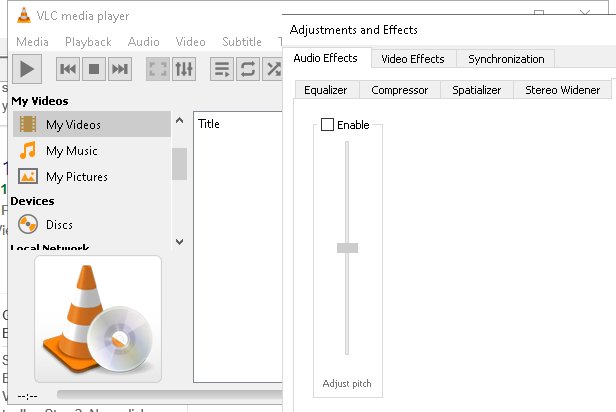 VLC media player
Media Playback Audio Video Subtitle
My Videos
My Videos
My Music
My Pictures
Devices
Discs
Local Network
--:--
Title
Adjustments and Effects
Audio Effects Video Effects Synchronization
Equalizer Compressor Spatializer Stereo Widener
Enable
Adjust pitch